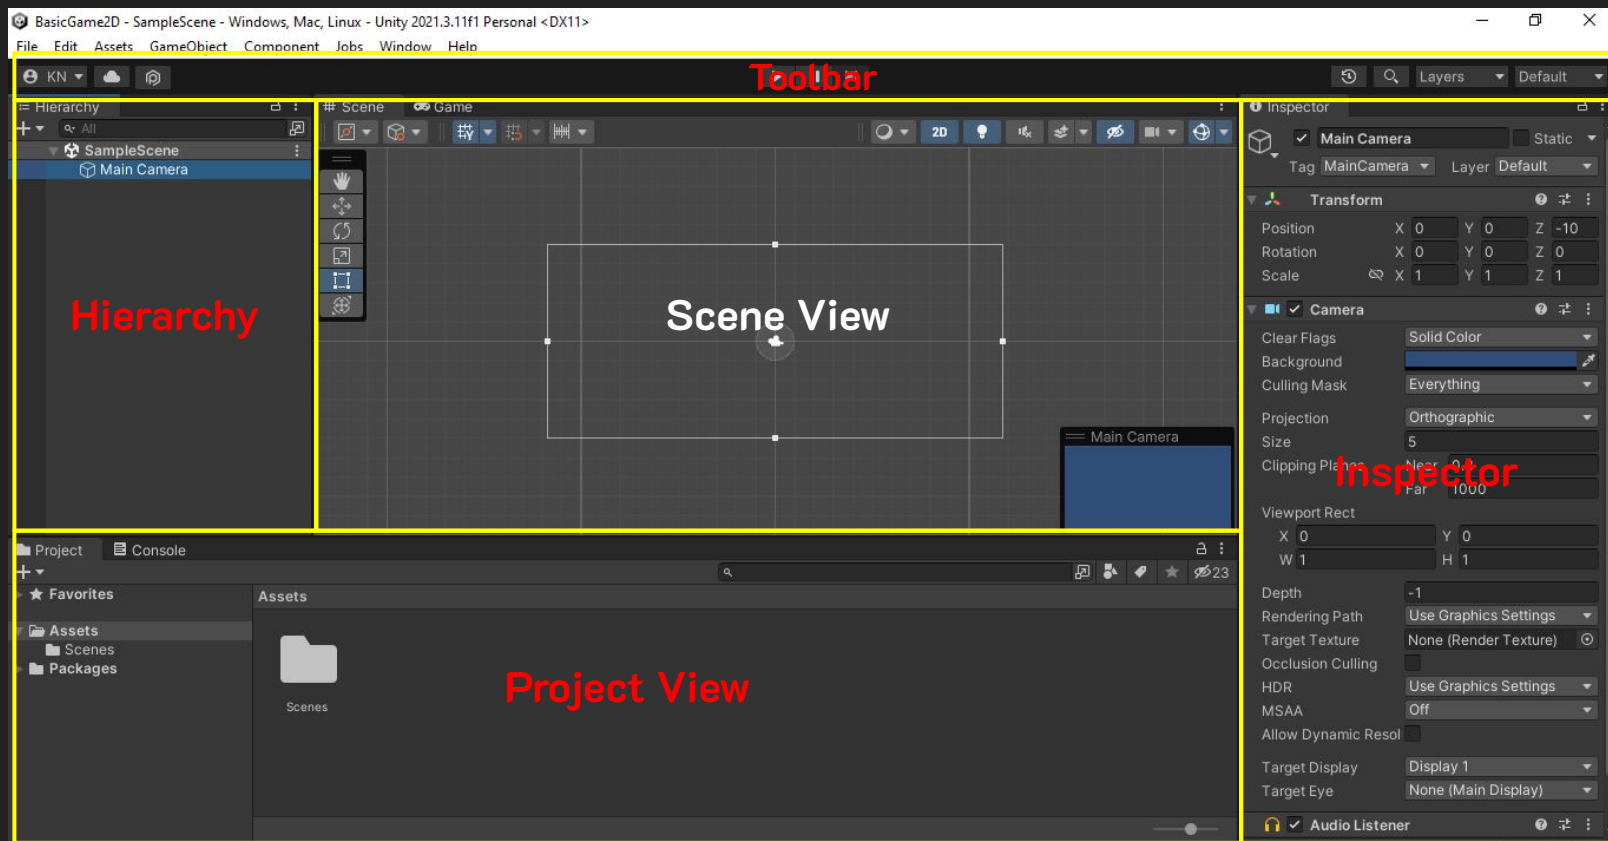 BasicGame2D - SampleScene - Windows, Mac, Linux - Unity 2021.3.11f1 Personal <DX11>
File Edit Assets GameObject Component Jobs Window Help
KN
Toolbar
Layers
Default
Hierarchy
All
SampleScene
Main Camera
Hierarchy
Scene
Game
2D
Scene View
Main Camera
Inspector
Main Camera
Static
Tag MainCamera Layer Default
Transform
Position X 0 Y 0 Z -10
Rotation X 0 Y 0 Z 0
Scale X 1 Y 1 Z 1
Camera
Clear Flags Solid Color
Background
Culling Mask Everything
Projection Orthographic
Size 5
Clipping Planes Near
Inspector
Far 1000
Viewport Rect
X 0 Y 0
W 1 H 1
Depth -1
Rendering Path Use Graphics Settings
Target Texture None (Render Texture)
Occlusion Culling
HDR Use Graphics Settings
MSAA Off
Allow Dynamic Resol
Target Display Display 1
Target Eye None (Main Display)
Audio Listener
Project
Console
23
Favorites
Assets
Scenes
Packages
Assets
Scenes
Project View